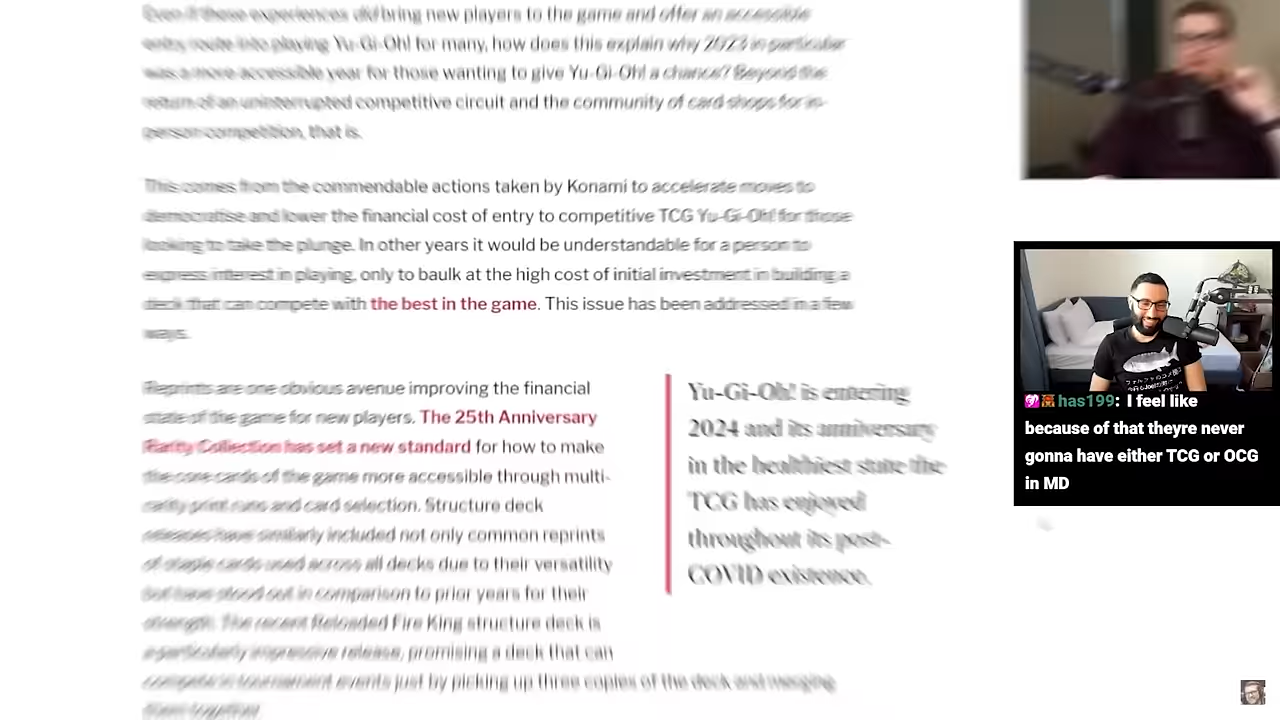 Even if these experiences did bring new players to the game and offer an accessible
entry route into playing Yu-Gi-Oh! for many, how does this explain why 2023 in particular
was a more accessible year for those wanting to give Yu-Gi-Oh! a chance? Beyond the
return of an uninterrupted competitive circuit and the community of card shops for in-
person competition, that is.
This comes from the commendable actions taken by Konami to accelerate moves to
democratise and lower the financial cost of entry to competitive TCG Yu-Gi-Oh! for those
looking to take the plunge. In other years it would be understandable for a person to
express interest in playing, only to baulk at the high cost of initial investment in building a
deck that can compete with the best in the game. This issue has been addressed in a few
ways.
Reprints are one obvious avenue improving the financial
state of the game for new players. The 25th Anniversary
Rarity Collection has set a new standard for how to make
the core cards of the game more accessible through multi-
rarity print runs and card selection. Structure deck
releases have similarly included not only common reprints
of staple cards used across all decks due to their versatility
but have stood out in comparison to prior years for their
strength. The recent Reloaded Fire King structure deck is
a particularly impressive release, promising a deck that can
compete in tournament events just by picking up three copies of the deck and merging
them together.
Yu-Gi-Oh! is entering
2024 and its anniversary
in the healthiest state the
TCG has enjoyed
throughout its post-
COVID existence.
has199: I feel like
because of that theyre never
gonna have either TCG or OCG
in MD